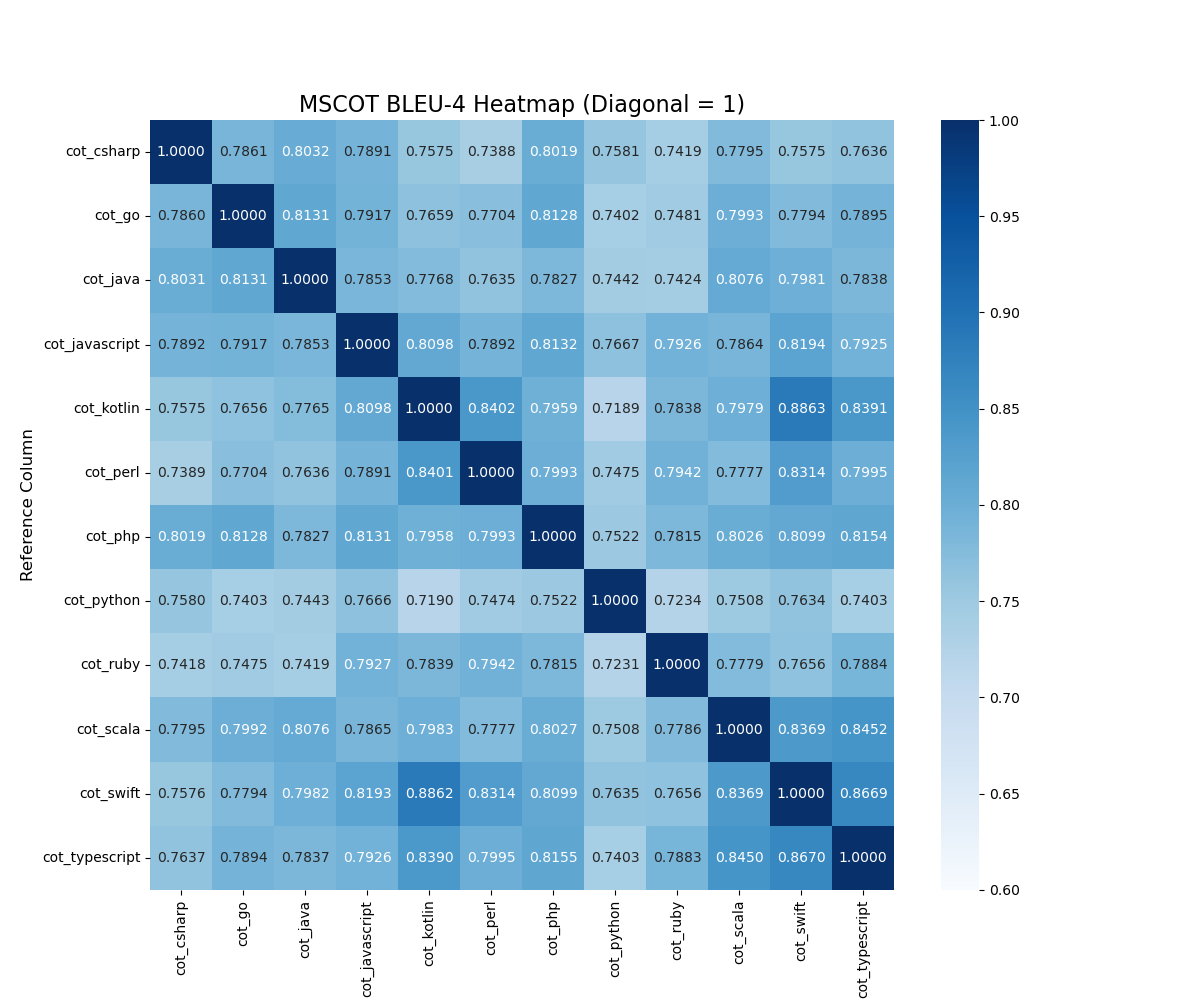 MSCOT BLEU-4 Heatmap (Diagonal = 1)
cot_csharp 1.0000 0.7861 0.8032 0.7891 0.7575 0.7388 0.8019 0.7581 0.7419 0.7795 0.7575 0.7636
cot_go 0.7860 1.0000 0.8131 0.7917 0.7659 0.7704 0.8128 0.7402 0.7481 0.7993 0.7794 0.7895
cot_java 0.8031 0.8131 1.0000 0.7853 0.7768 0.7635 0.7827 0.7442 0.7424 0.8076 0.7981 0.7838
cot_javascript 0.7892 0.7917 0.7853 1.0000 0.8098 0.7892 0.8132 0.7667 0.7926 0.7864 0.8194 0.7925
cot_kotlin 0.7575 0.7656 0.7765 0.8098 1.0000 0.8402 0.7959 0.7189 0.7838 0.7979 0.8863 0.8391
cot_perl 0.7389 0.7704 0.7636 0.7891 0.8401 1.0000 0.7993 0.7475 0.7942 0.7777 0.8314 0.7995
cot_php 0.8019 0.8128 0.7827 0.8131 0.7958 0.7993 1.0000 0.7522 0.7815 0.8026 0.8099 0.8154
cot_python 0.7580 0.7403 0.7443 0.7666 0.7190 0.7474 0.7522 1.0000 0.7234 0.7508 0.7634 0.7403
cot_ruby 0.7418 0.7475 0.7419 0.7927 0.7839 0.7942 0.7815 0.7231 1.0000 0.7779 0.7656 0.7884
cot_scala 0.7795 0.7992 0.8076 0.7865 0.7983 0.7777 0.8027 0.7508 0.7786 1.0000 0.8369 0.8452
cot_swift 0.7576 0.7794 0.7982 0.8193 0.8862 0.8314 0.8099 0.7635 0.7656 0.8369 1.0000 0.8669
cot_typescript 0.7637 0.7894 0.7837 0.7926 0.8390 0.7995 0.8155 0.7403 0.7883 0.8450 0.8670 1.0000
cot_csharp cot_go cot_java cot_javascript cot_kotlin cot_perl cot_php cot_python cot_ruby cot_scala cot_swift cot_typescript
Reference Column
1.00
0.95
0.90
0.85
0.80
0.75
0.70
0.65
0.60